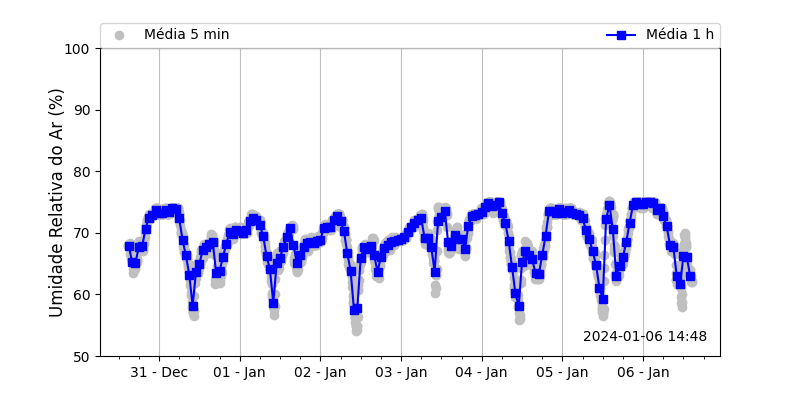 Média 5 min
Média 1 h
Umidade Relativa do Ar (%)
100
90
80
70
60
50
2024-01-06 14:48
31 - Dec
01 - Jan
02 - Jan
03 - Jan
04 - Jan
05 - Jan
06 - Jan